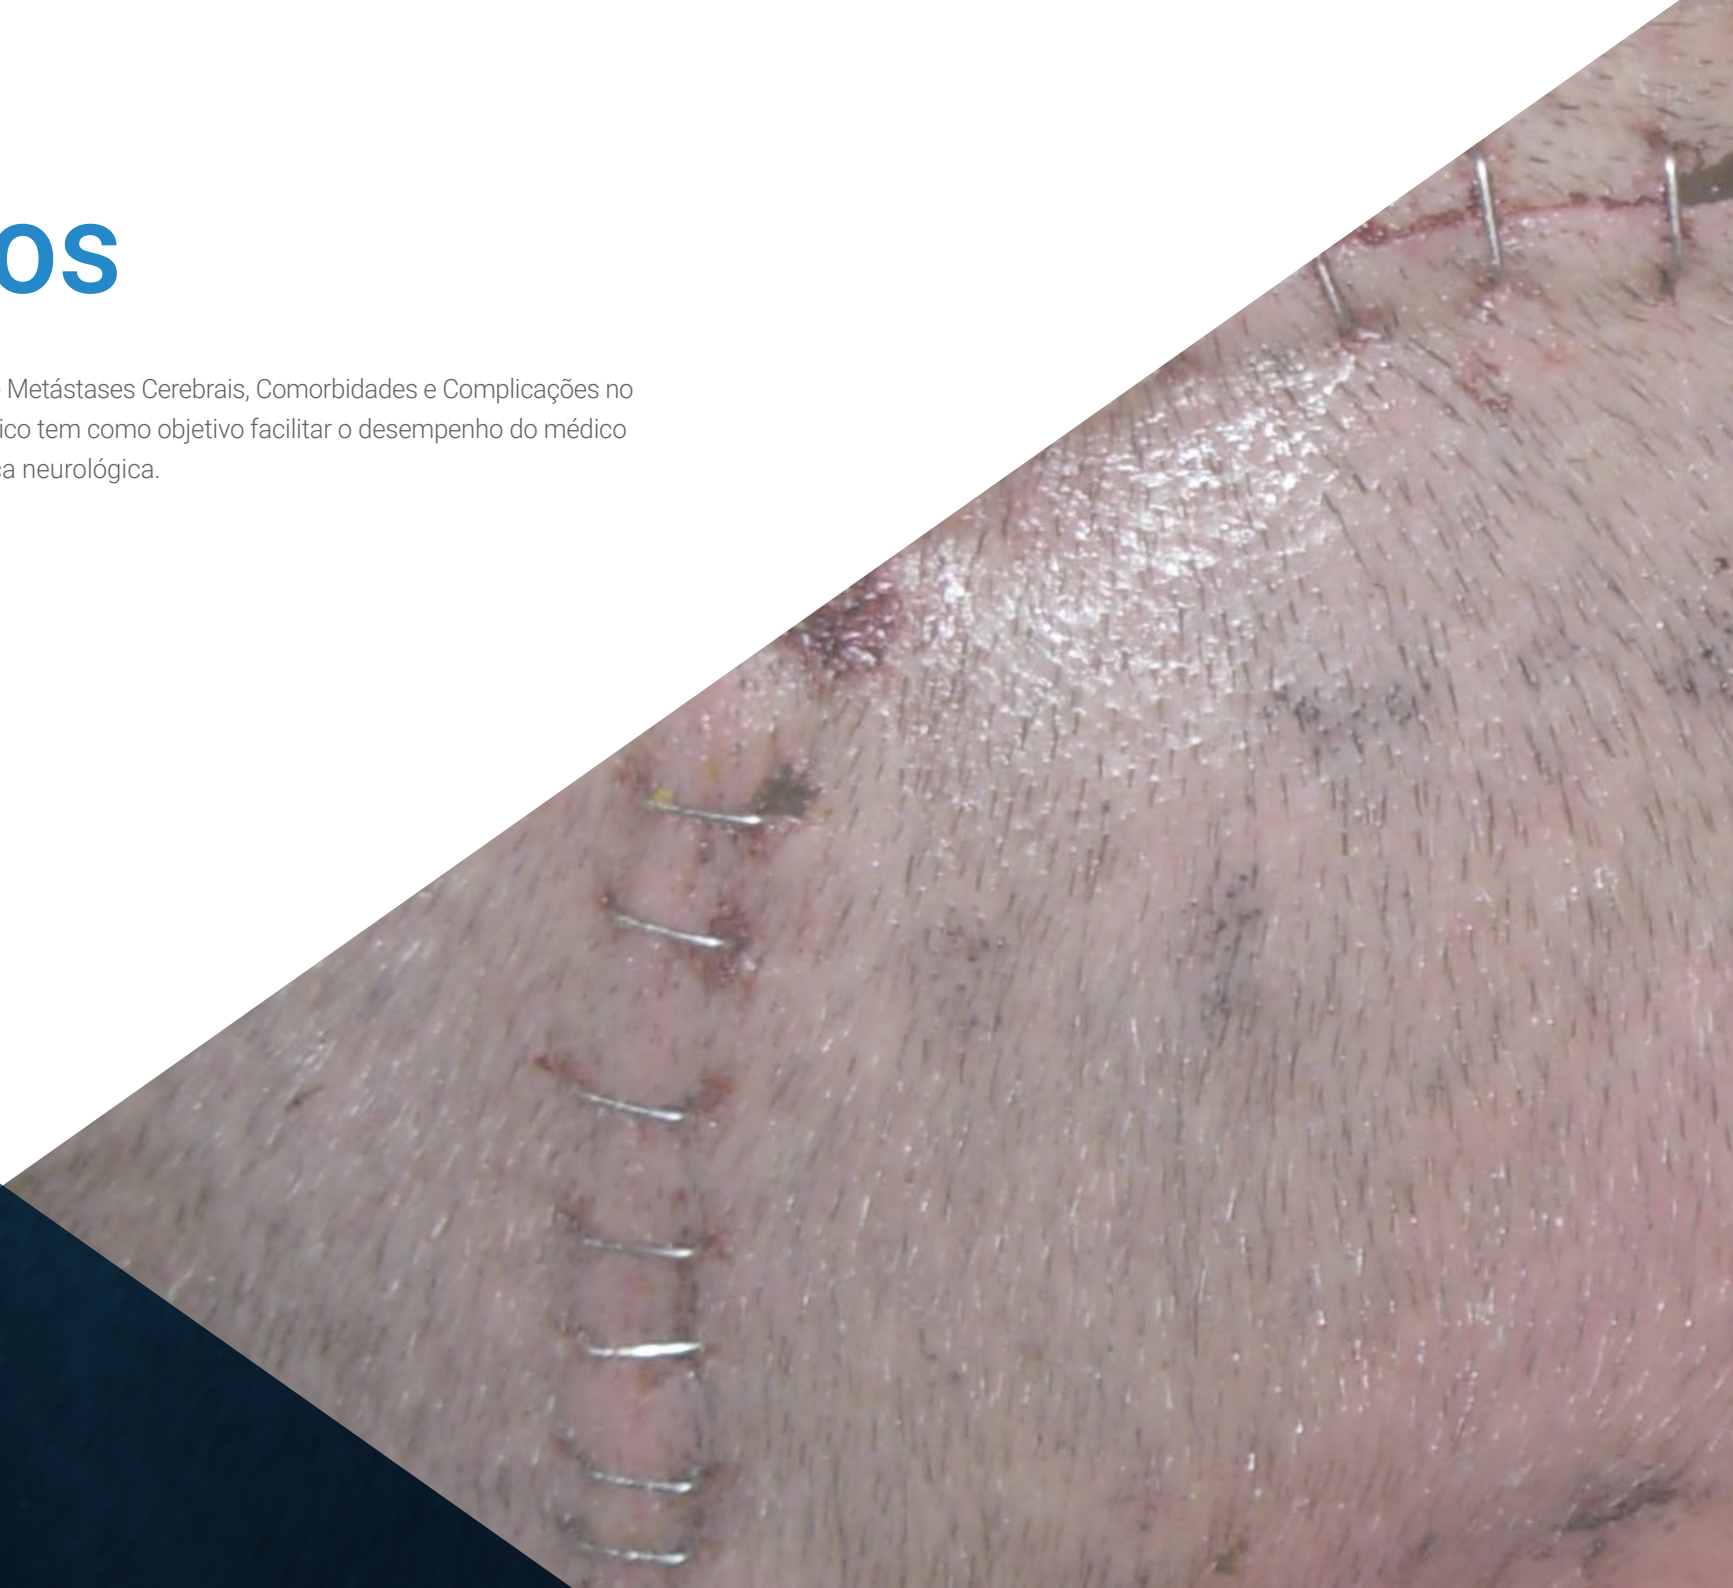 os
Metástases Cerebrais, Comorbidades e Complicações no
ico tem como objetivo facilitar o desempenho do médico
a neurológica.